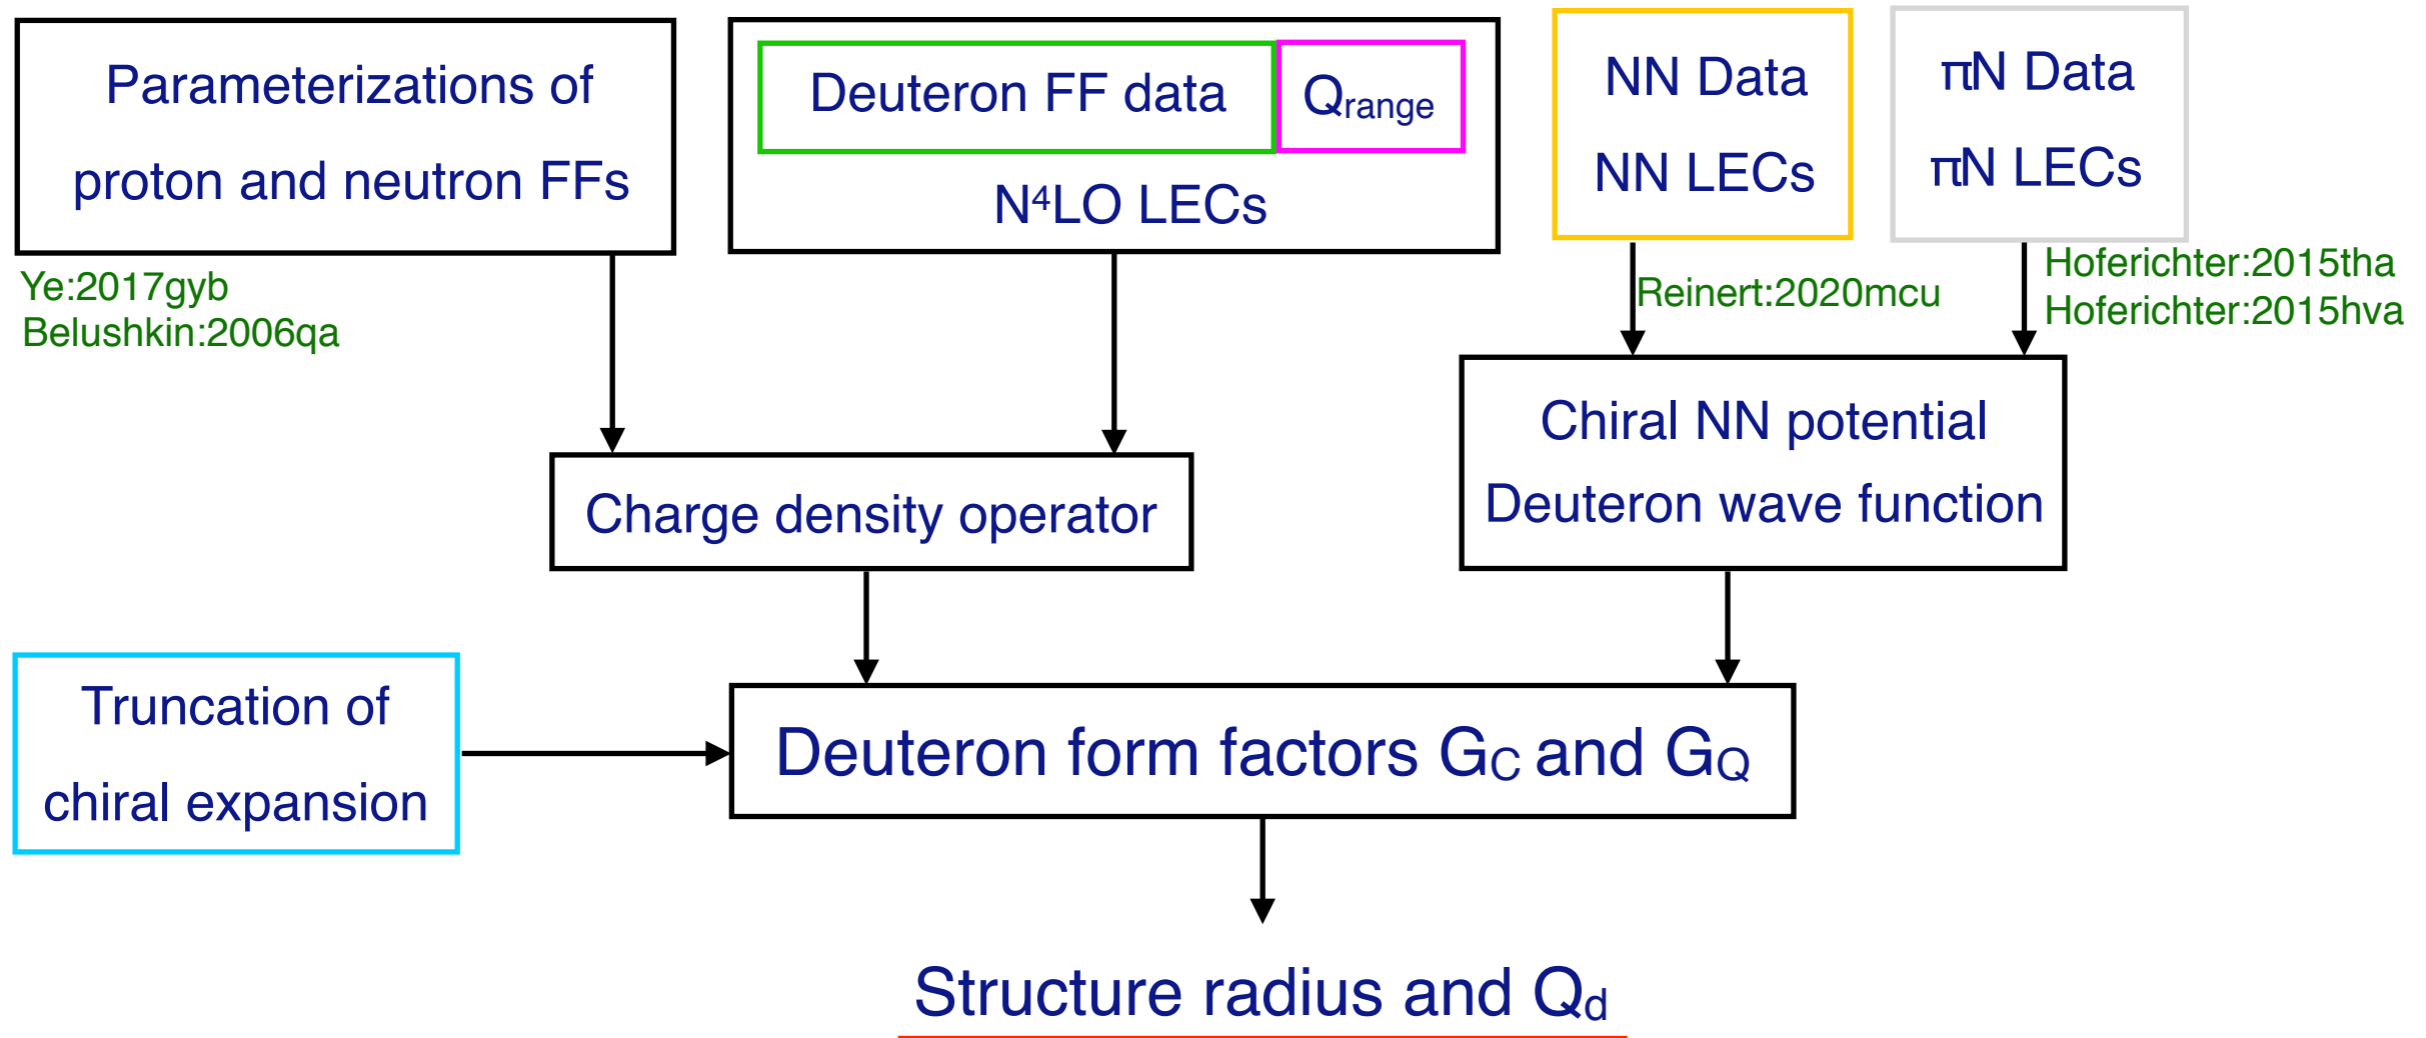 Parameterizations of
proton and neutron FFs
Ye:2017gyb
Belushkin:2006qa
Deuteron FF data
Qrange
N⁴LO LECs
NN Data
NN LECs
πN Data
πN LECs
Reinert:2020mcu
Hoferichter:2015tha
Hoferichter:2015hva
Charge density operator
Chiral NN potential
Deuteron wave function
Truncation of
chiral expansion
Deuteron form factors GC and GQ
Structure radius and Qd